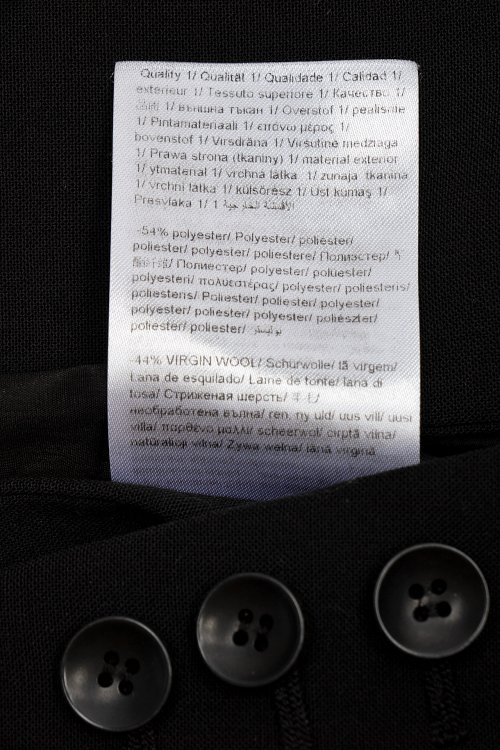 Quality 1/ Qualität 1/ Qualidade 1/ Calidad 1/
extérieur 1/ Tessuto superiore 1/ Качество 1/
1/ външна тъкан 1/ Overstof 1/ pealisriie
1/ Pintamateriaali 1/ επάνω μέρος 1/
bovenstof 1/ Virsdrāna 1/ Viršutinė medžiaga
1/ Prawa strona (tkaniny) 1/ material exterior
1/ ytmaterial 1/ vrchná látka 1/ zunaja tkanina
1/ vrchní látka 1/ külsőrész 1/ Üst kumaş 1/
Presvlaka 1/ 1 الأقمشة الخارجية
-54% polyester/ Polyester/ poliéster/
poliéster/ polyester/ poliestere/ Полиэстер/
Полиестер/ polyester/ polüester/
polyesteri/ πολυεστέρας/ polyester/ poliesteris/
poliesteris/ Poliester/ poliester/ polyester/
polyester/ poliester/ polyester/ poliészter/
poliester/ poliester/ بوليستر
-44% VIRGIN WOOL/ Schurwolle/ lã virgem/
Lana de esquilado/ Laine de tonte/ lana di
tosa/ Стриженая шерсть/ 羊毛/
необработена вълна/ ren, ny uld/ uus vill/ uusi
villa/ παρθένο μαλλί/ scheerwol/ cirptā vilna/
natūralioji vilna/ Żywa wełna/ lână virgină